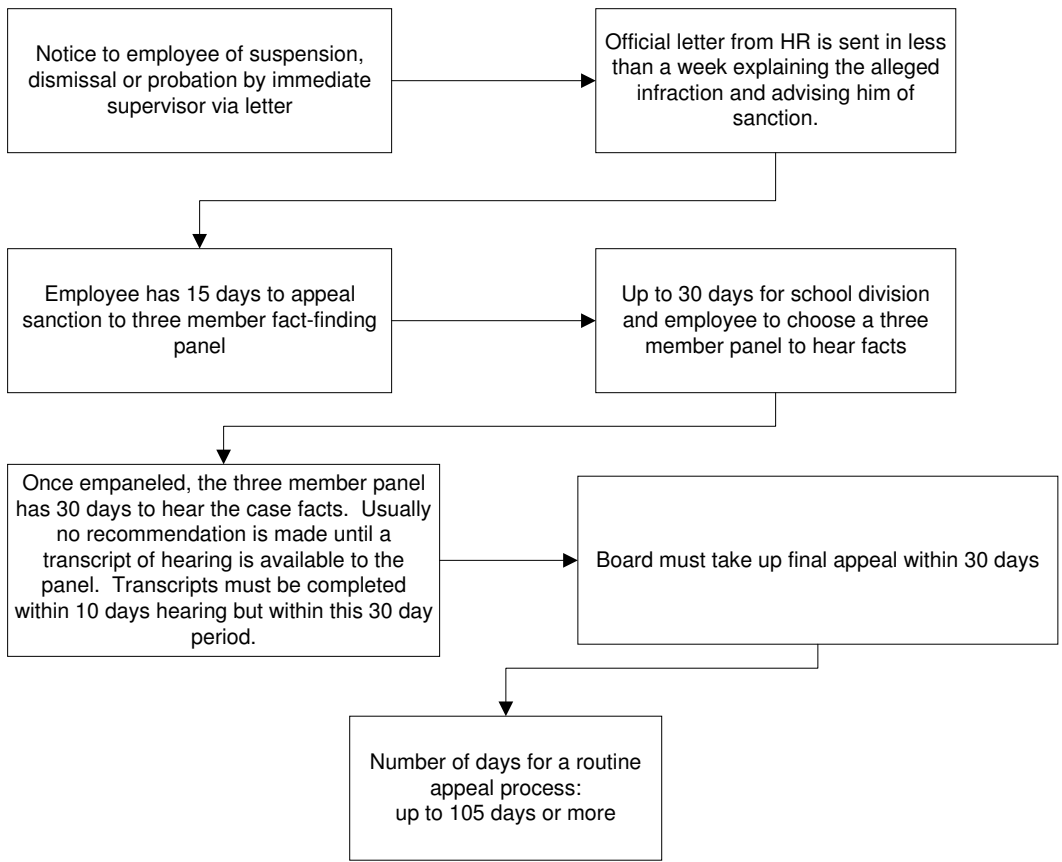 Notice to employee of suspension,
dismissal or probation by immediate
supervisor via letter
Official letter from HR is sent in less
than a week explaining the alleged
infraction and advising him of
sanction.
Employee has 15 days to appeal
sanction to three member fact-finding
panel
Up to 30 days for school division
and employee to choose a three
member panel to hear facts
Once empaneled, the three member panel
has 30 days to hear the case facts.  Usually
no recommendation is made until a
transcript of hearing is available to the
panel.  Transcripts must be completed
within 10 days hearing but within this 30 day
period.
Board must take up final appeal within 30 days
Number of days for a routine
appeal process:
up to 105 days or more